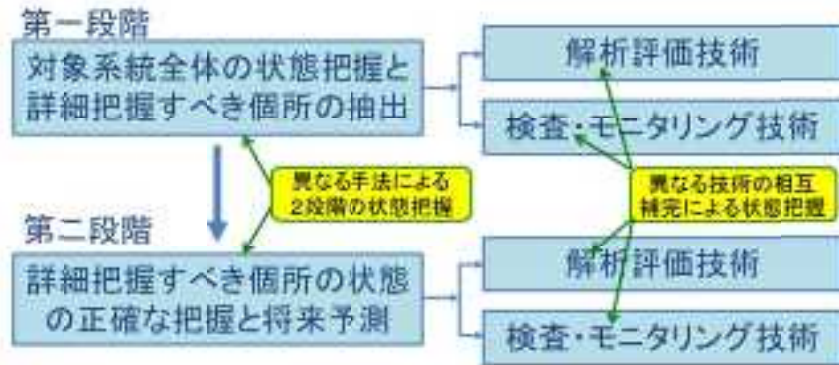 第一段階
対象系統全体の状態把握と
詳細把握すべき個所の抽出
解析評価技術
検査・モニタリング技術
異なる手法による
2段階の状態把握
異なる技術の相互
補完による状態把握
第二段階
詳細把握すべき個所の状態
の正確な把握と将来予測
解析評価技術
検査・モニタリング技術